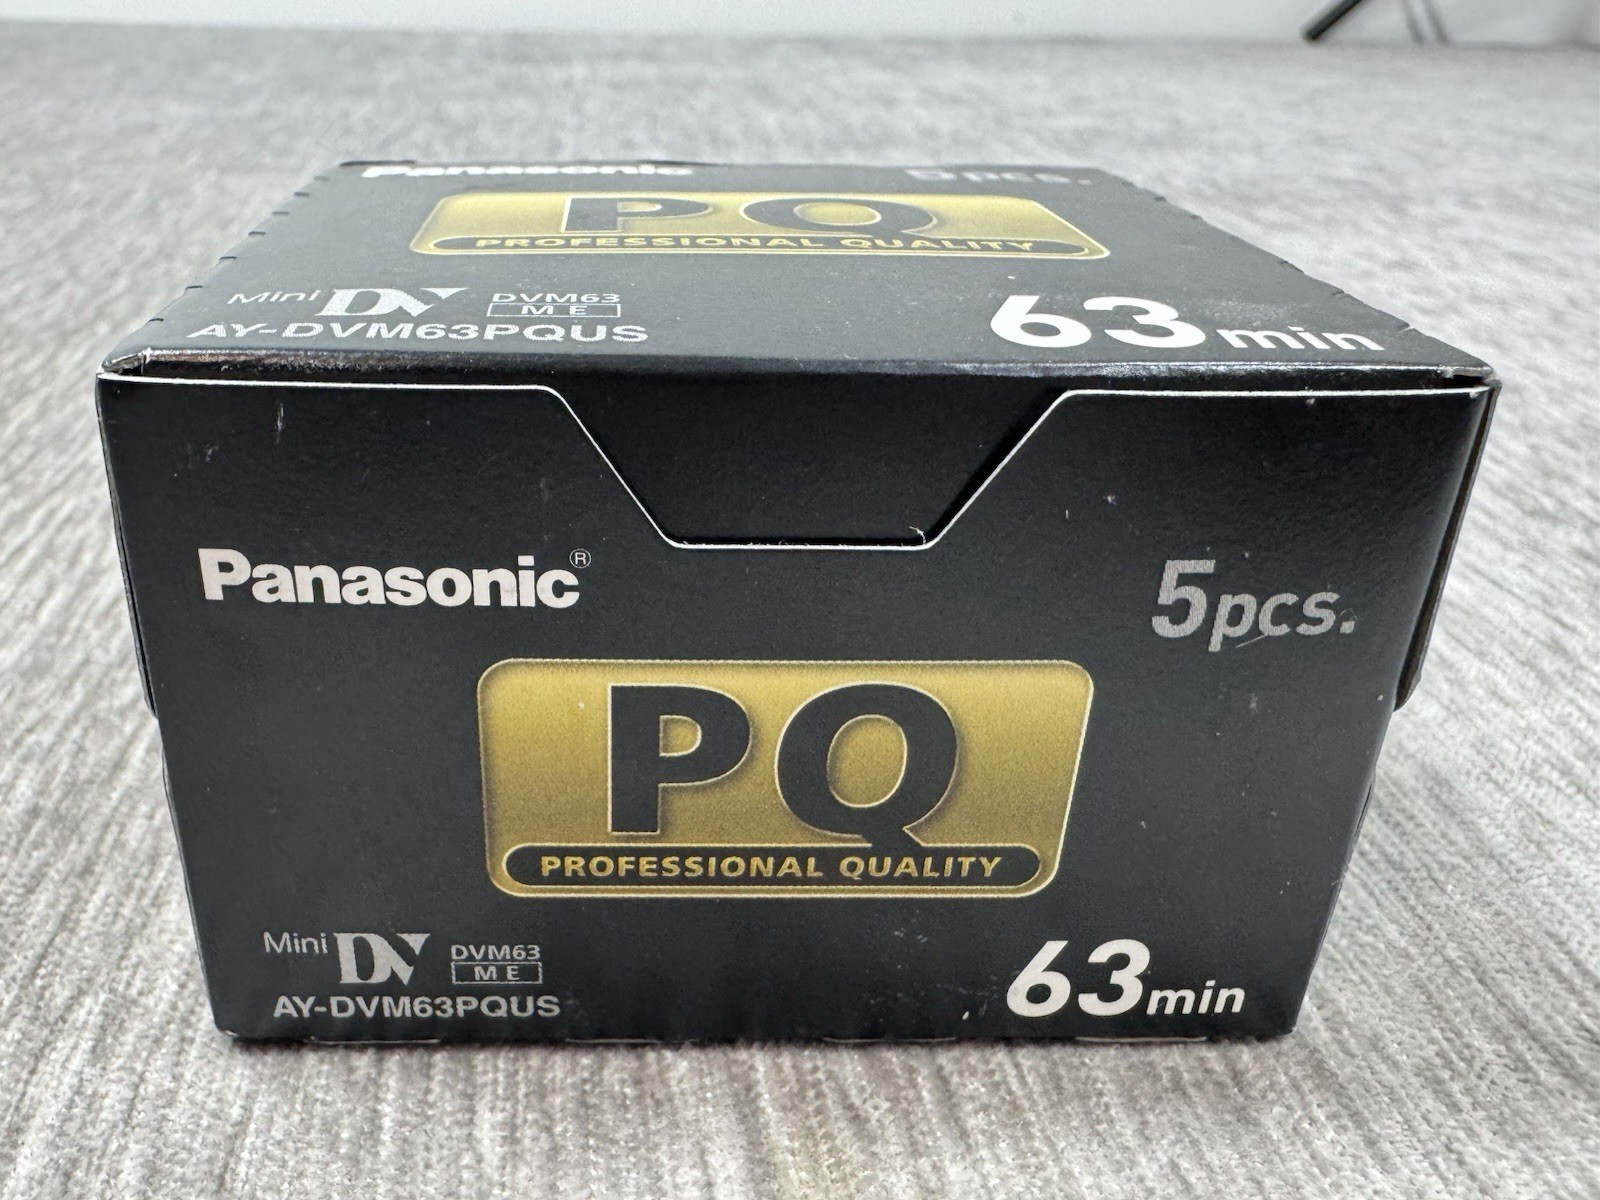 Panasonic 5pcs.
PQ
PROFESSIONAL QUALITY
Mini DV DVM63
ME
AY-DVM63PQUS
63min
Panasonic®
5pcs.
PQ
PROFESSIONAL QUALITY
Mini DV DVM63
ME
AY-DVM63PQUS
63min